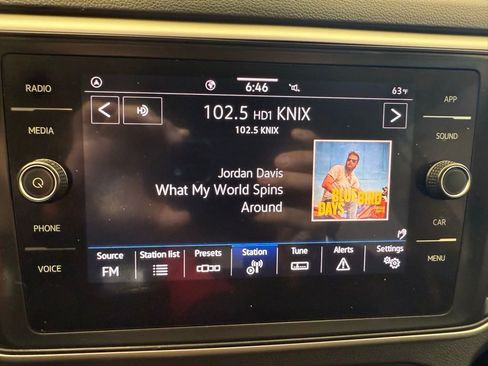 RADIO
MEDIA
PHONE
VOICE
6:46
63°F
102.5 HD1 KNIX
102.5 KNIX
Jordan Davis
What My World Spins
Around
BLUEBIRD
DAYS
Source
FM
Station list
Presets
Station
Tune
Alerts
Settings
APP
SOUND
CAR
MENU